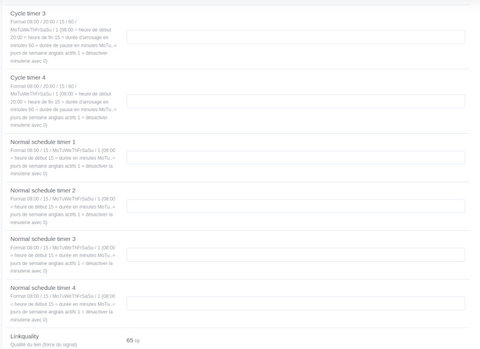 Cycle timer 3
Format 08:00 / 20:00 / 15 / 60 /
MoTuWeThFrSaSu / 1 (08:00 = heure de début
20:00 = heure de fin 15 = durée d'arrosage en
minutes 60 = durée de pause en minutes MoTu..=
jours de semaine anglais actifs 1 = désactiver la
minuterie avec 0).
Cycle timer 4
Format 08:00 / 20:00 / 15 / 60 /
MoTuWeThFrSaSu / 1 (08:00 = heure de début
20:00 = heure de fin 15 = durée d'arrosage en
minutes 60 = durée de pause en minutes MoTu..=
jours de semaine anglais actifs 1 = désactiver la
minuterie avec 0).
Normal schedule timer 1
Format 08:00 / 15 / MoTuWeThFrSaSu / 1 (08:00
= heure de début 15 = durée en minutes MoTu..=
jours de semaine anglais actifs 1 = désactiver la
minuterie avec 0).
Normal schedule timer 2
Format 08:00 / 15 / MoTuWeThFrSaSu / 1 (08:00
= heure de début 15 = durée en minutes MoTu..=
jours de semaine anglais actifs 1 = désactiver la
minuterie avec 0).
Normal schedule timer 3
Format 08:00 / 15 / MoTuWeThFrSaSu / 1 (08:00
= heure de début 15 = durée en minutes MoTu..=
jours de semaine anglais actifs 1 = désactiver la
minuterie avec 0).
Normal schedule timer 4
Format 08:00 / 15 / MoTuWeThFrSaSu / 1 (08:00
= heure de début 15 = durée en minutes MoTu..=
jours de semaine anglais actifs 1 = désactiver la
minuterie avec 0).
Linkquality
Qualité du lien (force du signal)
65 lqi